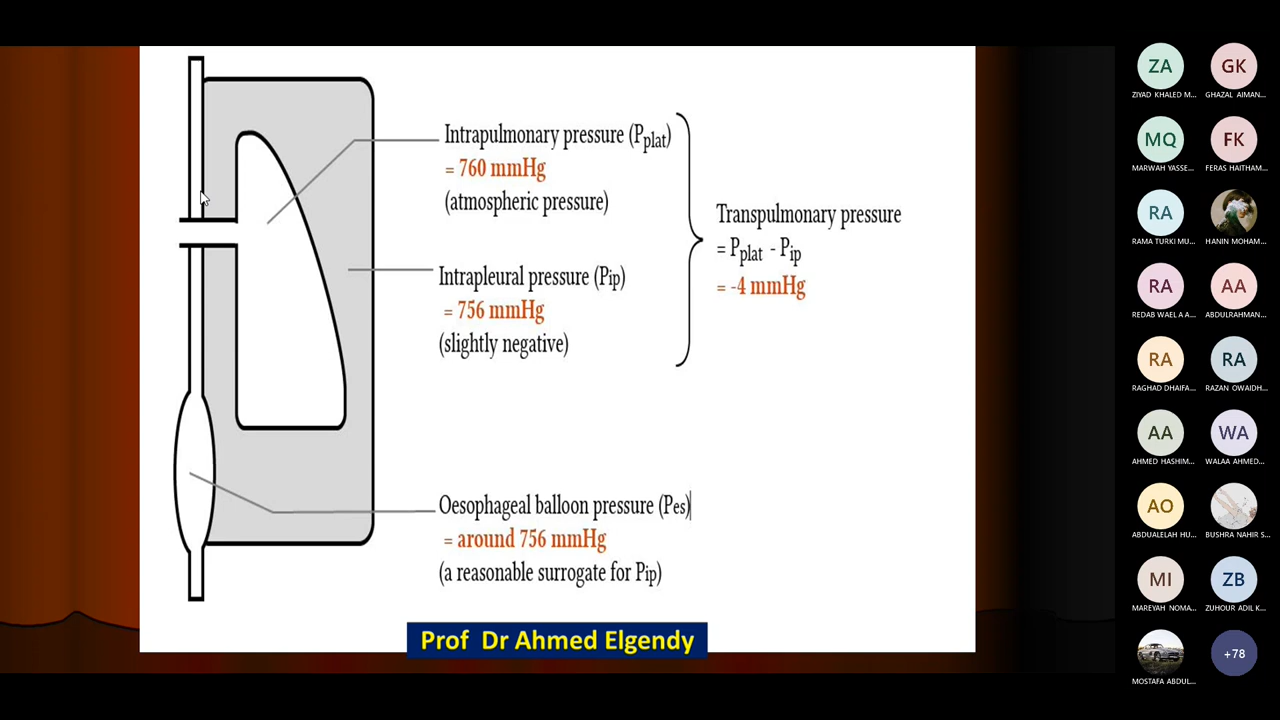 Intrapulmonary pressure (Pplat)
= 760 mmHg
(atmospheric pressure)
Intrapleural pressure (Pip)
= 756 mmHg
(slightly negative)
Transpulmonary pressure
= Pplat - Pip
= -4 mmHg
Oesophageal balloon pressure (Pes)
= around 756 mmHg
(a reasonable surrogate for Pip)
Prof Dr Ahmed Elgendy
ZA
GK
ZIYAD KHALED M...
GHAZAL AIMAN...
MQ
FK
MARWAH YASSE...
FERAS HAITHAM...
RA
RAMA TURKI MU...
HANIN MOHAM...
RA
AA
REDAB WAEL A A...
ABDULRAHMAN...
RA
RA
RAGHAD DHAIFA...
RAZAN OWAIDH...
AA
WA
AHMED HASHIM...
WALAA AHMED...
AO
ABDUALELAH HU...
BUSHRA NAHIR S...
MI
ZB
MAREYAH NOMA...
ZUHOUR ADIL K...
+78
MOSTAFA ABDUL...